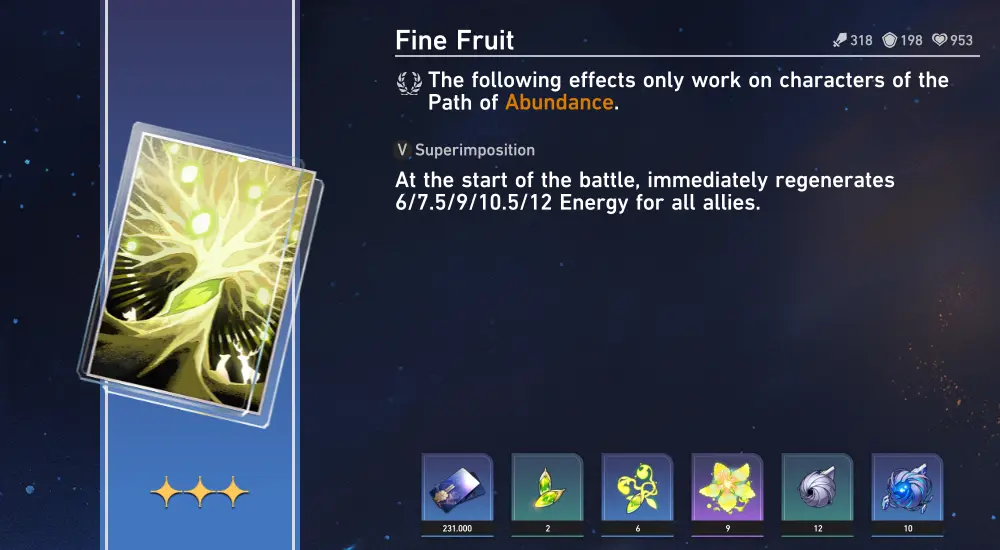 Fine Fruit
318 198 953
The following effects only work on characters of the
Path of Abundance.
V Superimposition
At the start of the battle, immediately regenerates
6/7.5/9/10.5/12 Energy for all allies.
231.000 2 6 9 12 10